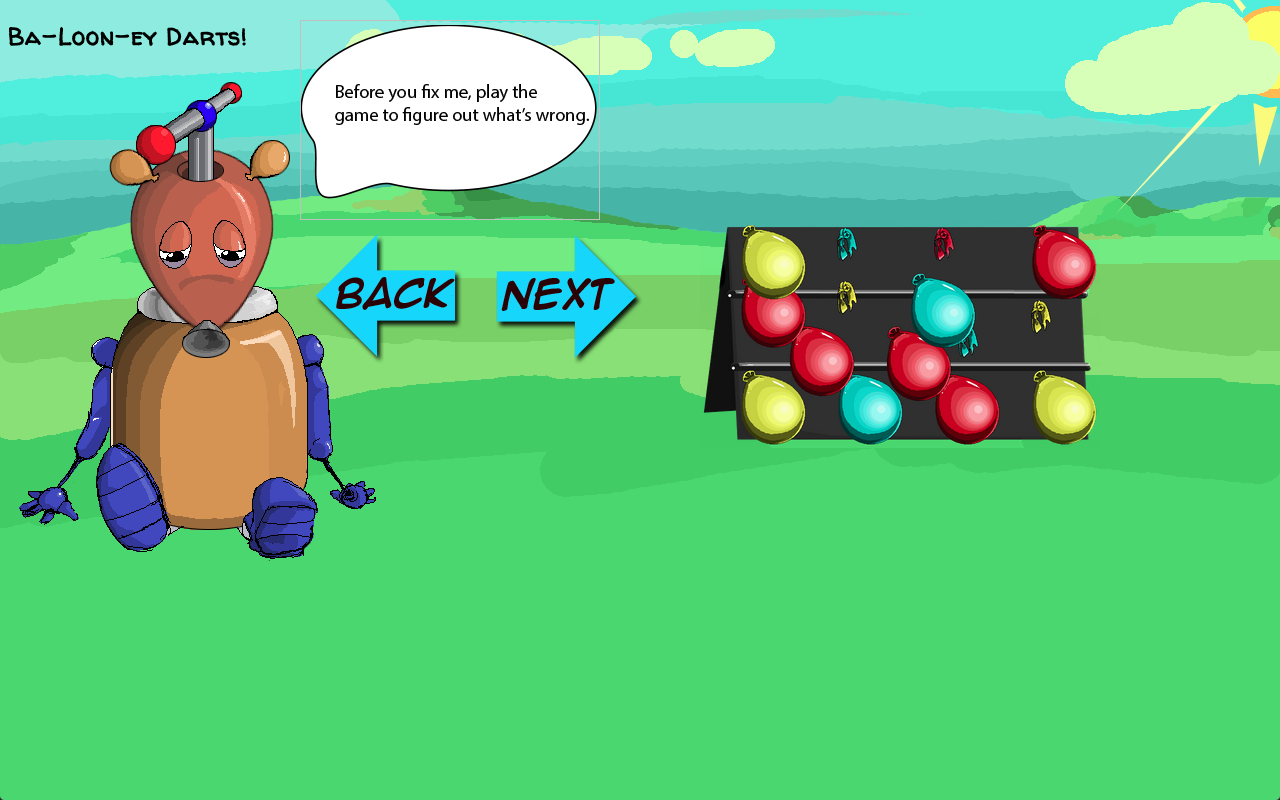 Ba-Loon-ey Darts!
Before you fix me, play the
game to figure out what's wrong.
BACK
NEXT